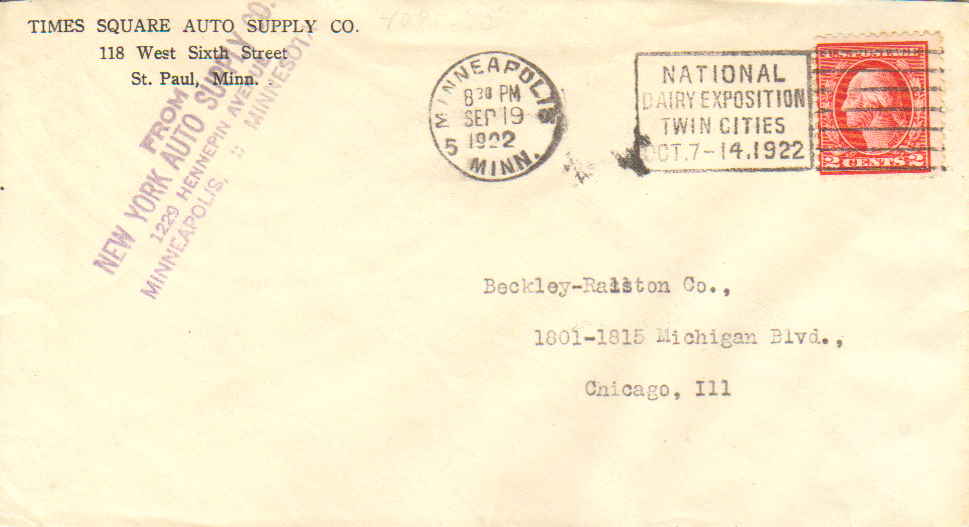 TIMES SQUARE AUTO SUPPLY CO.
118 West Sixth Street
St. Paul, Minn.
FROM
NEW YORK AUTO SUPPLY CO.
1229 HENNEPIN AVENUE
MINNEAPOLIS, MINNESOTA
MINNEAPOLIS
8 30 PM
SEP 19
1922
5 MINN.
NATIONAL
DAIRY EXPOSITION
TWIN CITIES
OCT. 7-14.1922
2 CENTS 2
Beckley-Ralston Co.,
1801-1815 Michigan Blvd.,
Chicago, Ill